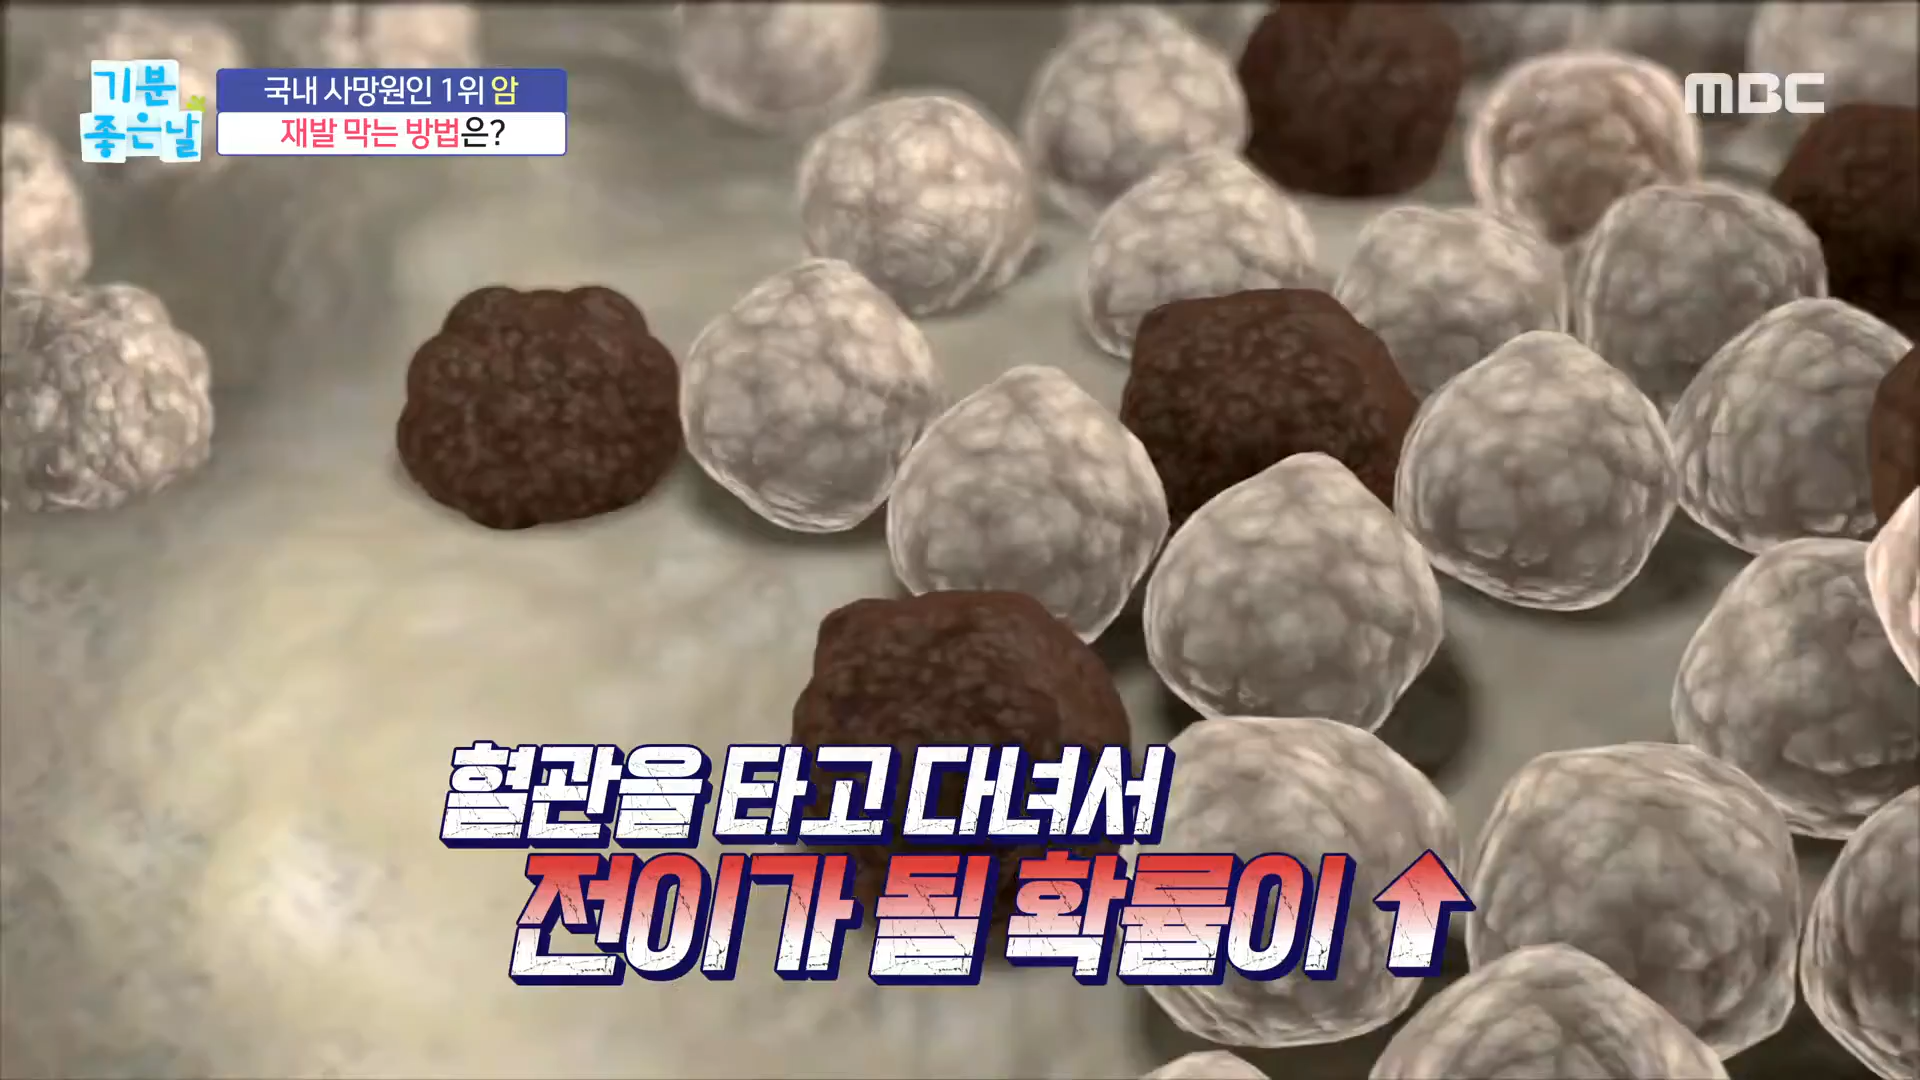 기분
좋은날
국내 사망원인 1위 암
재발 막는 방법은?
MBC
혈관을 타고 다녀서
전이가 될 확률이 ↑